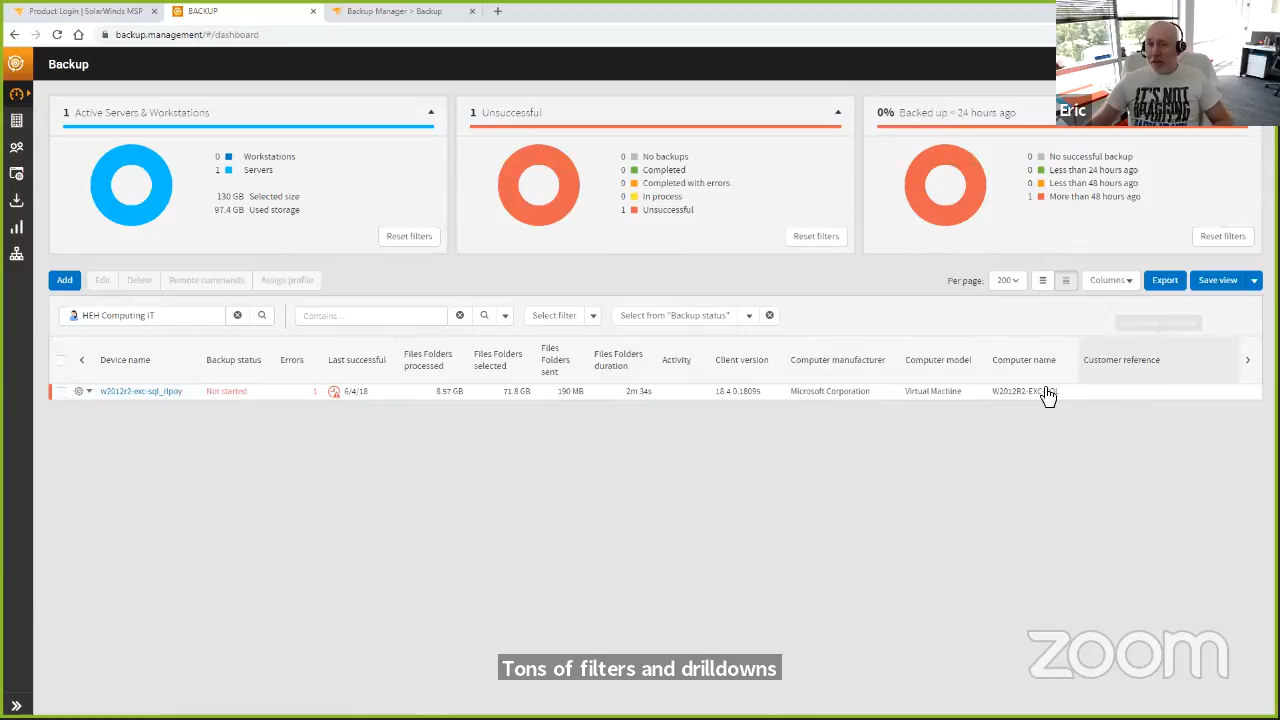 Product Login | SolarWinds MSP
BACKUP
Backup Manager > Backup
backup.management/#/dashboard
Backup
1 Active Servers & Workstations
0 Workstations
1 Servers
130 GB Selected size
97.4 GB Used storage
Reset filters
1 Unsuccessful
0 No backups
0 Completed
0 Completed with errors
0 In process
1 Unsuccessful
Reset filters
0% Backed up < 24 hours ago
0 No successful backup
0 Less than 24 hours ago
0 Less than 48 hours ago
1 More than 48 hours ago
Reset filters
Eric
IT'S NOT
BRAGGING
Add Edit Delete Remote commands Assign profile
Per page: 200 Columns Export Save view
HEH Computing IT Contains ... Select filter Select from "Backup status"
Device name Backup status Errors Last successful Files Folders processed Files Folders selected Files Folders sent Files Folders duration Activity Client version Computer manufacturer Computer model Computer name Customer reference
w2012r2-exc-sql_rlpoy Not started 1 6/4/18 8.57 GB 71.8 GB 190 MB 2m 34s 18.4.0.18095 Microsoft Corporation Virtual Machine
Tons of filters and drilldowns
zoom